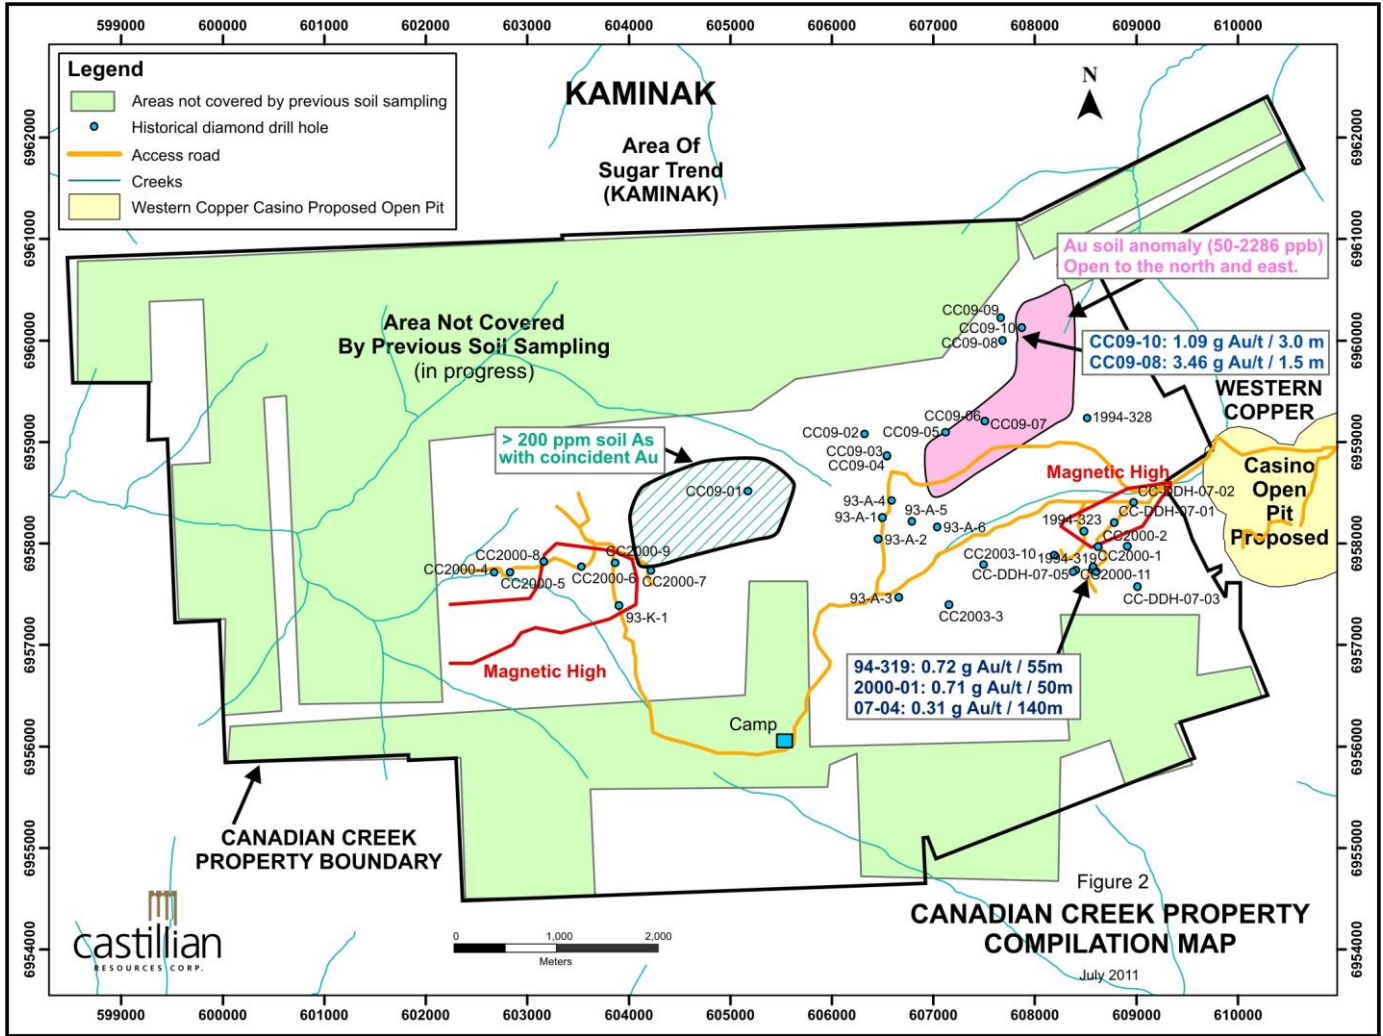 599000 600000 601000 602000 603000 604000 605000 606000 607000 608000 609000 610000
Legend
Areas not covered by previous soil sampling
Historical diamond drill hole
Access road
Creeks
Western Copper Casino Proposed Open Pit
KAMINAK
Area Of
Sugar Trend
(KAMINAK)
N
6962000
6961000
6960000
6959000
6958000
6957000
6956000
6955000
6954000
6962000
6961000
6960000
6959000
6958000
6957000
6956000
6955000
6954000
Au soil anomaly (50-2286 ppb)
Open to the north and east.
CC09-09
CC09-10
CC09-08
CC09-10: 1.09 g Au/t / 3.0 m
CC09-08: 3.46 g Au/t / 1.5 m
Area Not Covered
By Previous Soil Sampling
(in progress)
WESTERN
COPPER
CC09-06
CC09-07
1994-328
CC09-02
CC09-05
CC09-03
CC09-04
> 200 ppm soil As
with coincident Au
CC09-01
Magnetic High
Casino
Open
Pit
Proposed
CC-DDH-07-02
CC-DDH-07-01
93-A-4
93-A-1
93-A-5
93-A-6
93-A-2
1994-323
CC2000-2
CC2000-1
CC2003-10
1994-319
CC-DDH-07-05
CC2000-11
CC-DDH-07-03
CC2000-8
CC2000-9
CC2000-4
CC2000-5
CC2000-6
CC2000-7
93-K-1
93-A-3
CC2003-3
Magnetic High
94-319: 0.72 g Au/t / 55m
2000-01: 0.71 g Au/t / 50m
07-04: 0.31 g Au/t / 140m
Camp
CANADIAN CREEK
PROPERTY BOUNDARY
Figure 2
CANADIAN CREEK PROPERTY
COMPILATION MAP
July 2011
castillian
RESOURCES CORP.
0 1,000 2,000
Meters
599000 600000 601000 602000 603000 604000 605000 606000 607000 608000 609000 610000